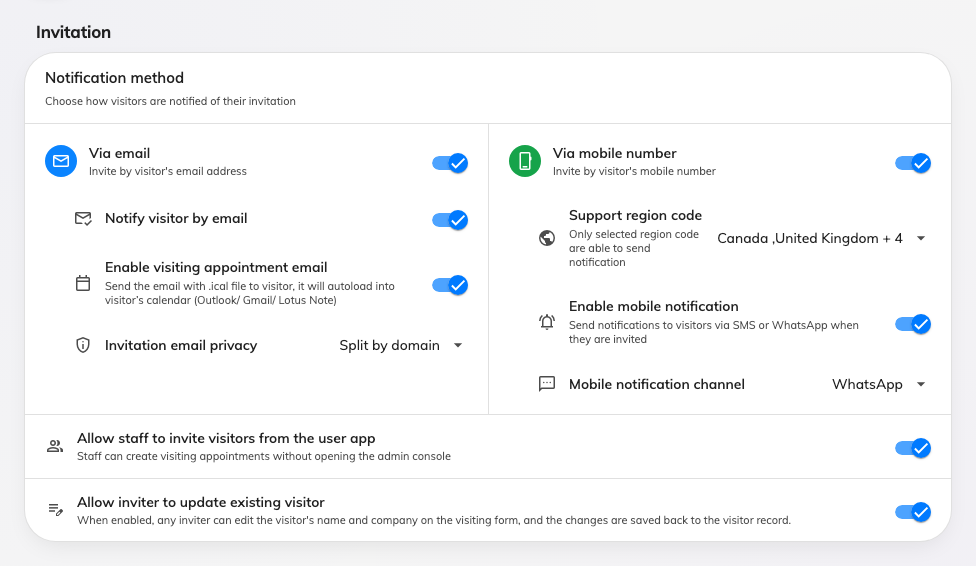 Invitation
Notification method
Choose how visitors are notified of their invitation
Via email
Invite by visitor's email address
Notify visitor by email
Enable visiting appointment email
Send the email with .ical file to visitor, it will autoload into
visitor's calendar (Outlook/ Gmail/ Lotus Note)
Invitation email privacy
Split by domain
Via mobile number
Invite by visitor's mobile number
Support region code
Only selected region code
are able to send
notification
Canada ,United Kingdom + 4
Enable mobile notification
Send notifications to visitors via SMS or WhatsApp when
they are invited
Mobile notification channel
WhatsApp
Allow staff to invite visitors from the user app
Staff can create visiting appointments without opening the admin console
Allow inviter to update existing visitor
When enabled, any inviter can edit the visitor's name and company on the visiting form, and the changes are saved back to the visitor record.